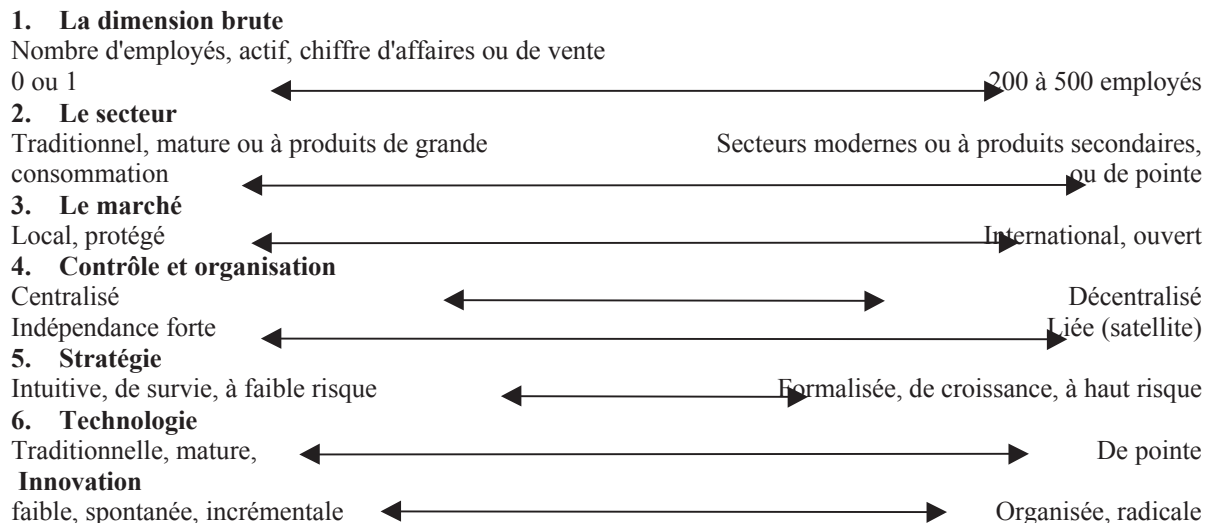 1. La dimension brute
Nombre d'employés, actif, chiffre d'affaires ou de vente
0 ou 1 200 à 500 employés
2. Le secteur
Traditionnel, mature ou à produits de grande Secteurs modernes ou à produits secondaires,
consommation ou de pointe
3. Le marché
Local, protégé International, ouvert
4. Contrôle et organisation
Centralisé Décentralisé
Indépendance forte Liée (satellite)
5. Stratégie
Intuitive, de survie, à faible risque Formalisée, de croissance, à haut risque
6. Technologie
Traditionnelle, mature, De pointe
Innovation
faible, spontanée, incrémentale Organisée, radicale